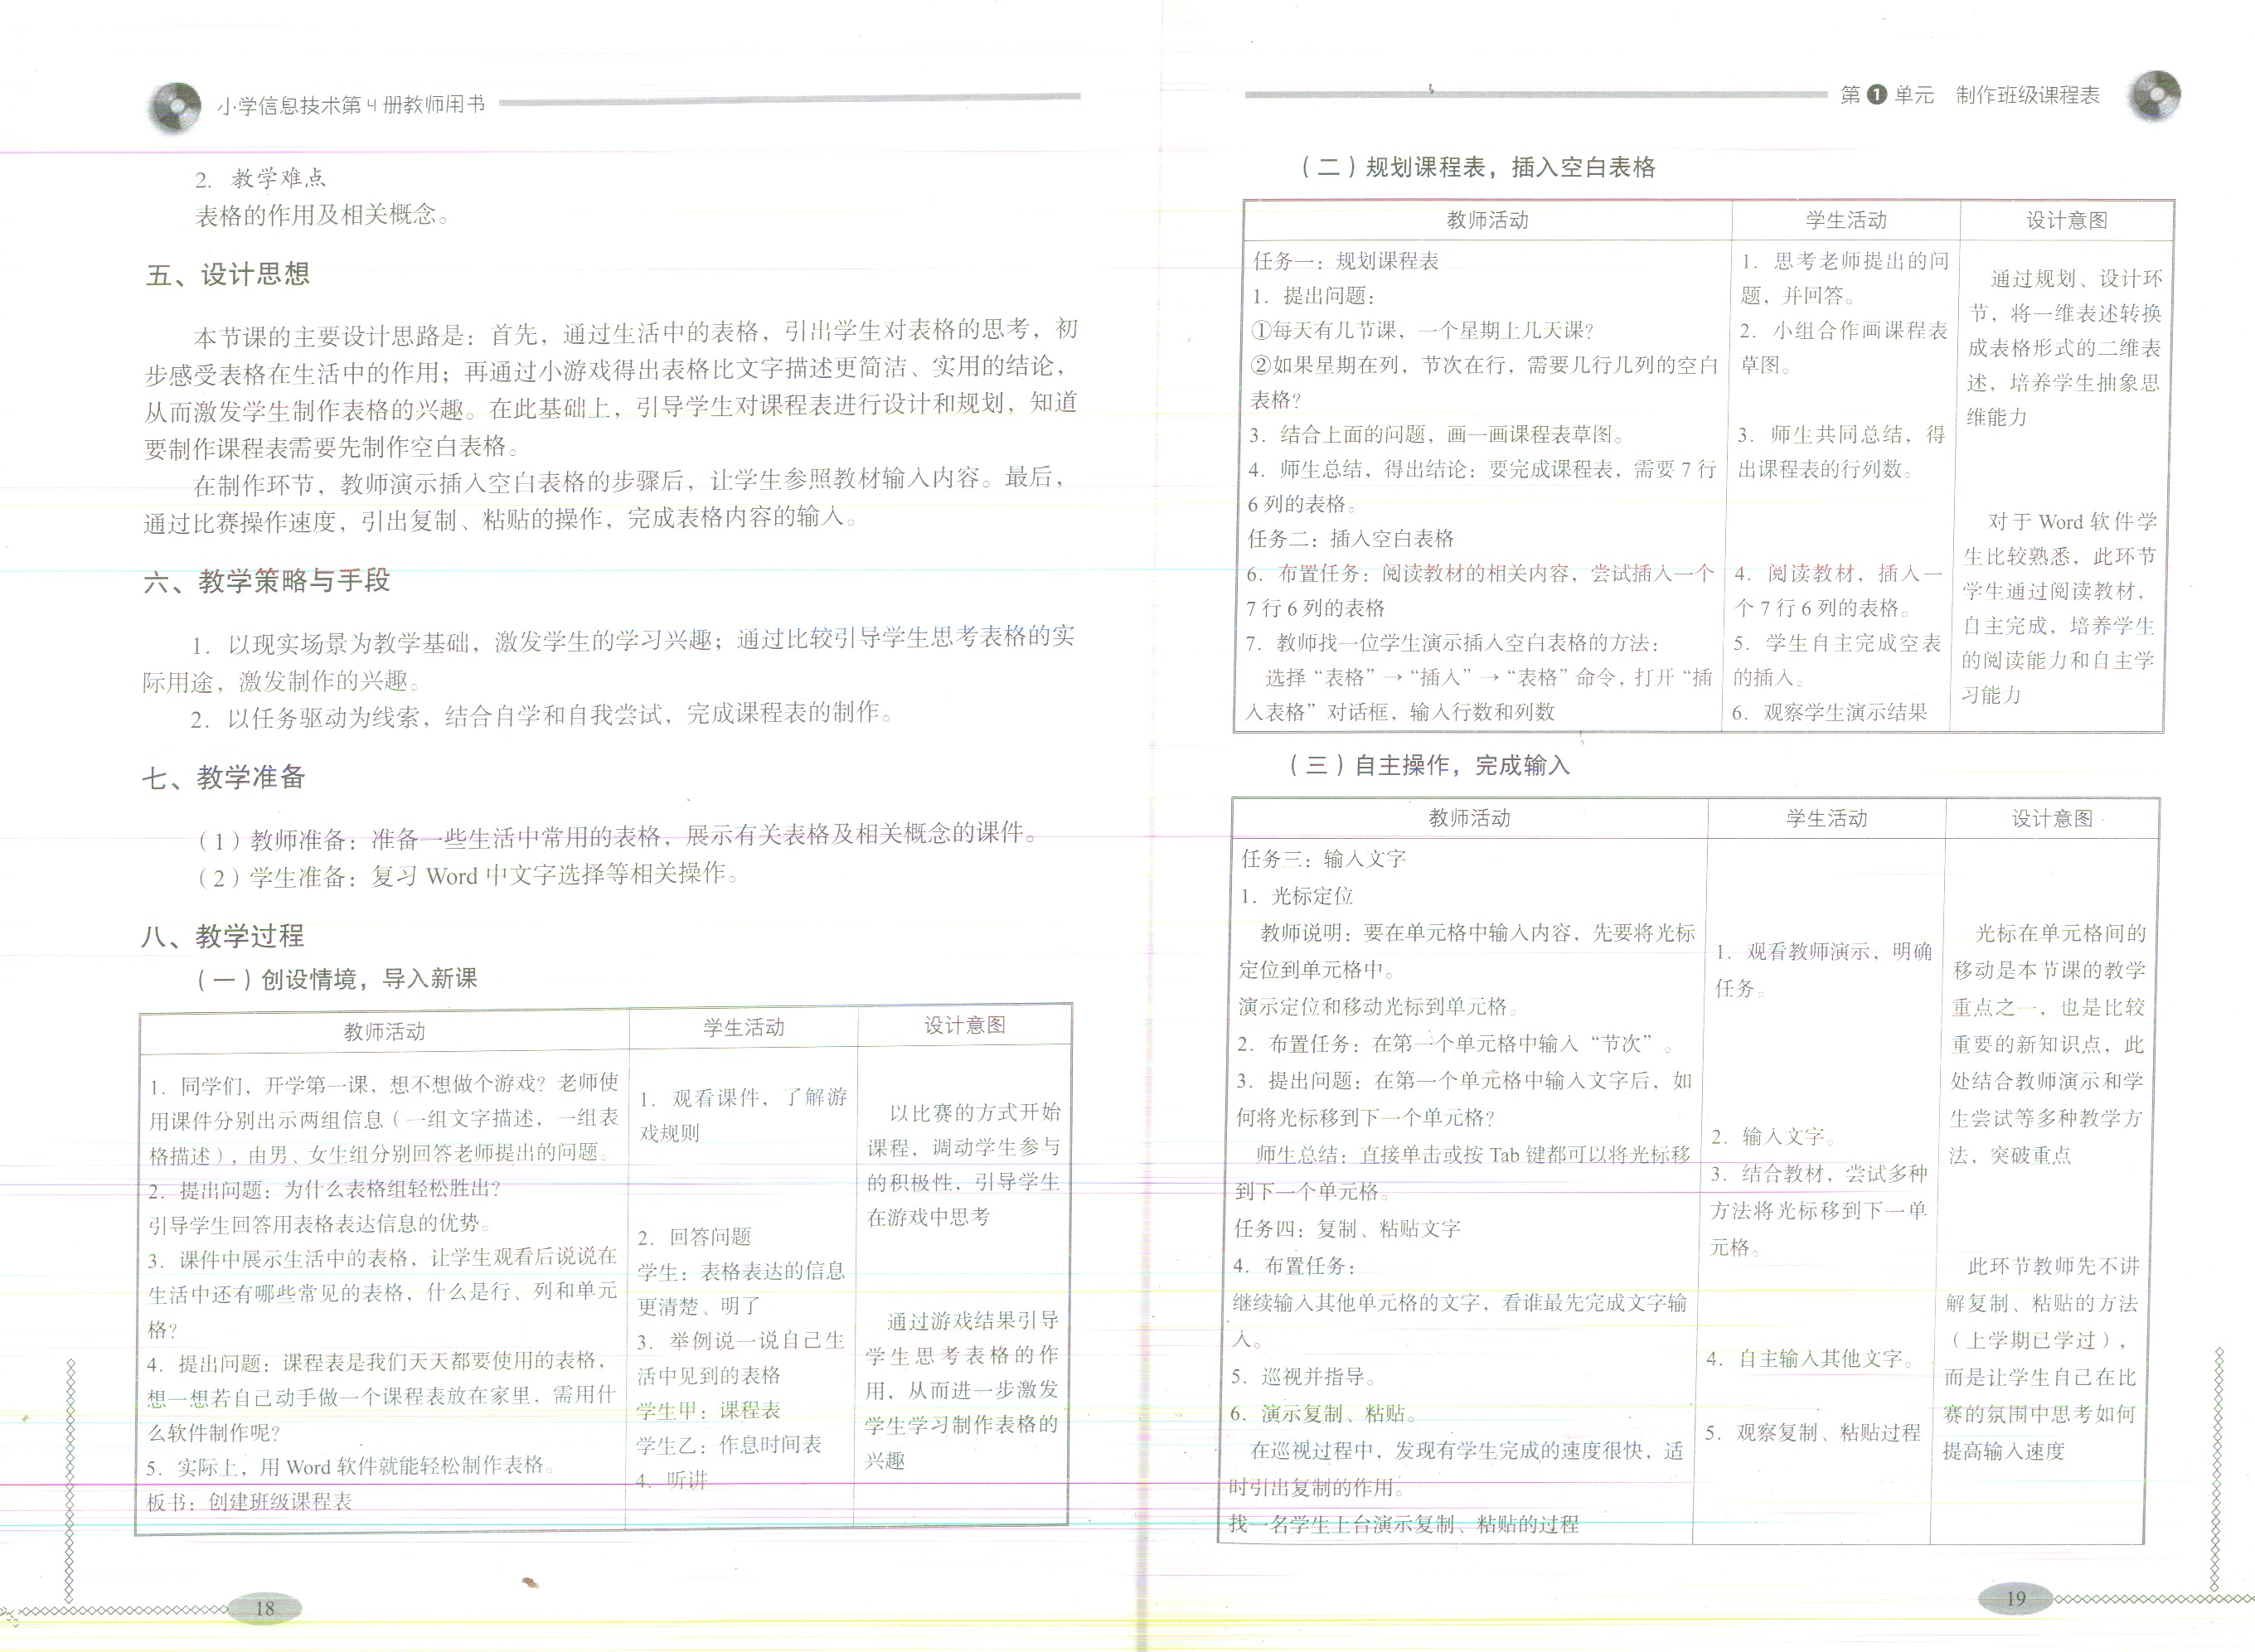 小学信息技术第4册教师用书
2. 教学难点
表格的作用及相关概念。
五、设计思想
本节课的主要设计思路是：首先，通过生活中的表格，引出学生对表格的思考，初
步感受表格在生活中的作用；再通过小游戏得出表格比文字描述更简洁、实用的结论，
从而激发学生制作表格的兴趣。在此基础上，引导学生对课程表进行设计和规划，知道
要制作课程表需要先制作空白表格。
在制作环节，教师演示插入空白表格的步骤后，让学生参照教材输入内容。最后，
通过比赛操作速度，引出复制、粘贴的操作，完成表格内容的输入。
六、教学策略与手段
1. 以现实场景为教学基础，激发学生的学习兴趣；通过比较引导学生思考表格的实
际用途，激发制作的兴趣。
2. 以任务驱动为线索，结合自学和自我尝试，完成课程表的制作。
七、教学准备
（1）教师准备：准备一些生活中常用的表格，展示有关表格及相关概念的课件。
（2）学生准备：复习 Word 中文字选择等相关操作。
八、教学过程
（一）创设情境，导入新课
教师活动
学生活动
设计意图
1. 同学们，开学第一课，想不想做个游戏？老师使
用课件分别出示两组信息（一组文字描述，一组表
格描述），由男、女生组分别回答老师提出的问题。
2. 提出问题：为什么表格组轻松胜出？
引导学生回答用表格表达信息的优势。
3. 课件中展示生活中的表格，让学生观看后说说在
生活中还有哪些常见的表格，什么是行、列和单元
格？
4. 提出问题：课程表是我们天天都要使用的表格，
想一想若自己动手做一个课程表放在家里，需用什
么软件制作呢？
5. 实际上，用 Word 软件就能轻松制作表格。
板书：创建班级课程表
1. 观看课件，了解游
戏规则
2. 回答问题
学生：表格表达的信息
更清楚、明了
3. 举例说一说自己生
活中见到的表格
学生甲：课程表
学生乙：作息时间表
4. 听讲
以比赛的方式开始
课程，调动学生参与
的积极性，引导学生
在游戏中思考
通过游戏结果引导
学生思考表格的作
用，从而进一步激发
学生学习制作表格的
兴趣
18
第1单元 制作班级课程表
（二）规划课程表，插入空白表格
教师活动
学生活动
设计意图
任务一：规划课程表
1. 提出问题：
①每天有几节课，一个星期上几天课？
②如果星期在列，节次在行，需要几行几列的空白
表格？
3. 结合上面的问题，画一画课程表草图。
4. 师生总结，得出结论：要完成课程表，需要 7 行
6 列的表格。
任务二：插入空白表格
6. 布置任务：阅读教材的相关内容，尝试插入一个
7 行 6 列的表格
7. 教师找一位学生演示插入空白表格的方法：
选择“表格”→“插入”→“表格”命令，打开“插
入表格”对话框，输入行数和列数
1. 思考老师提出的问
题，并回答。
2. 小组合作画课程表
草图。
3. 师生共同总结，得
出课程表的行列数。
4. 阅读教材，插入一
个 7 行 6 列的表格。
5. 学生自主完成空表
的插入。
6. 观察学生演示结果
通过规划、设计环
节，将一维表述转换
成表格形式的二维表
述，培养学生抽象思
维能力
对于 Word 软件学
生比较熟悉，此环节
学生通过阅读教材，
自主完成，培养学生
的阅读能力和自主学
习能力
（三）自主操作，完成输入
教师活动
学生活动
设计意图
任务三：输入文字
1. 光标定位
教师说明：要在单元格中输入内容，先要将光标
定位到单元格中。
演示定位和移动光标到单元格。
2. 布置任务：在第一个单元格中输入“节次”。
3. 提出问题：在第一个单元格中输入文字后，如
何将光标移到下一个单元格？
师生总结：直接单击或按 Tab 键都可以将光标移
到下一个单元格。
任务四：复制、粘贴文字
4. 布置任务：
继续输入其他单元格的文字，看谁最先完成文字输
入。
5. 巡视并指导。
6. 演示复制、粘贴。
在巡视过程中，发现有学生完成的速度很快，适
时引出复制的作用。
找一名学生上台演示复制、粘贴的过程
1. 观看教师演示，明确
任务。
2. 输入文字。
3. 结合教材，尝试多种
方法将光标移到下一单
元格。
4. 自主输入其他文字。
5. 观察复制、粘贴过程
光标在单元格间的
移动是本节课的教学
重点之一，也是比较
重要的新知识点，此
处结合教师演示和学
生尝试等多种教学方
法，突破重点
此环节教师先不讲
解复制、粘贴的方法
（上学期已学过），
而是让学生自己在比
赛的氛围中思考如何
提高输入速度
19